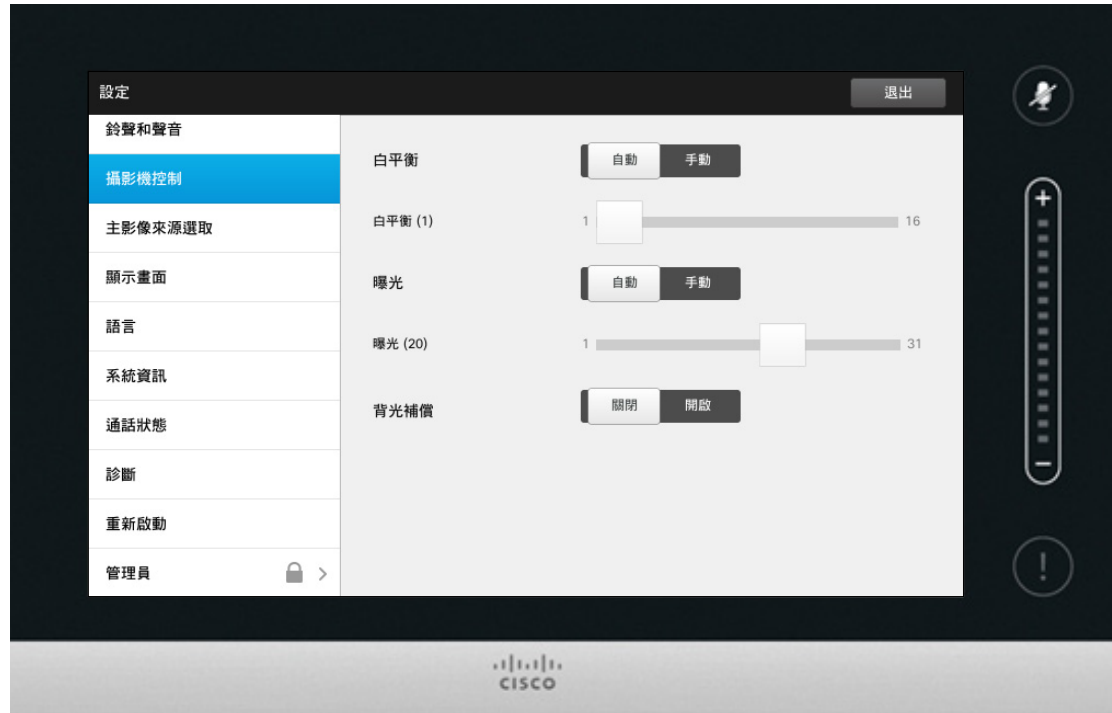 設定
退出
鈴聲和聲音
攝影機控制
主影像來源選取
顯示畫面
語言
系統資訊
通話狀態
診斷
重新啟動
管理員 >
白平衡 自動 手動
白平衡 (1) 1 16
曝光 自動 手動
曝光 (20) 1 31
背光補償 關閉 開啟
+
−
!
CISCO